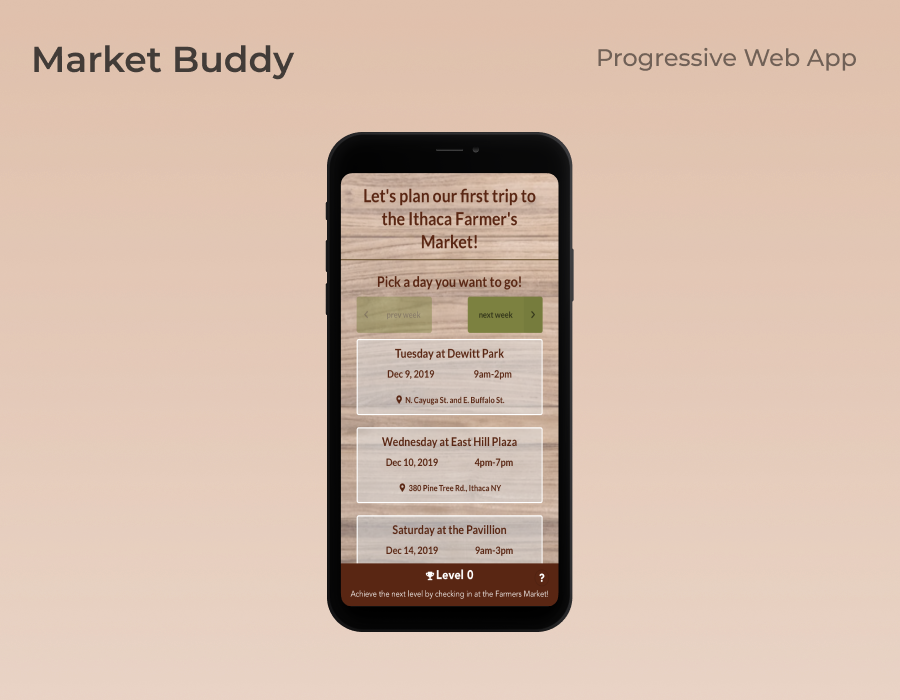 Market Buddy
Progressive Web App
Let's plan our first trip to
the Ithaca Farmer's
Market!
Pick a day you want to go!
prev week
next week
Tuesday at Dewitt Park
Dec 9, 2019 9am-2pm
N. Cayuga St. and E. Buffalo St.
Wednesday at East Hill Plaza
Dec 10, 2019 4pm-7pm
380 Pine Tree Rd., Ithaca NY
Saturday at the Pavillion
Dec 14, 2019 9am-3pm
Level 0
?
Achieve the next level by checking in at the Farmers Market!